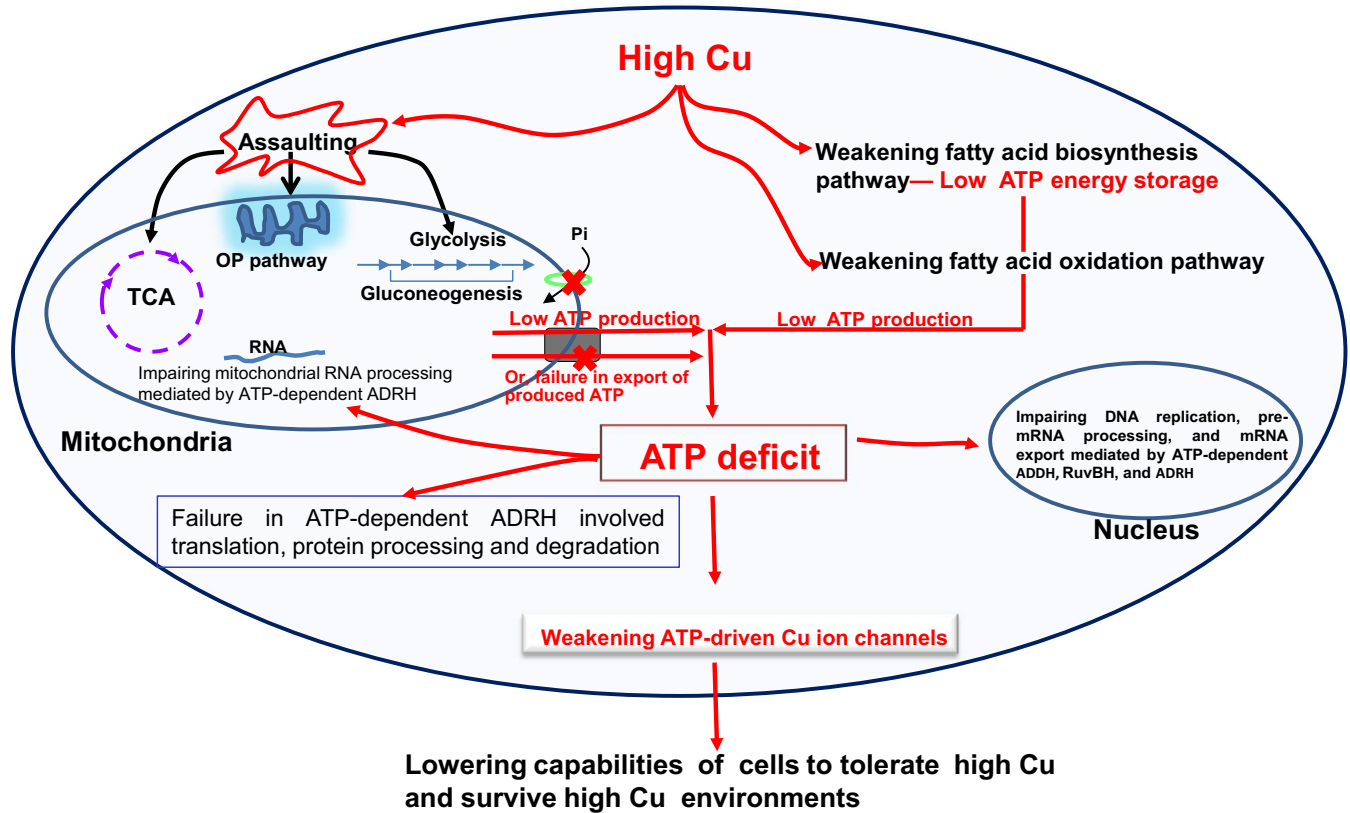 High Cu
Assaulting
Weakening fatty acid biosynthesis
pathway— Low ATP energy storage
Glycolysis
Pi
OP pathway
Weakening fatty acid oxidation pathway
TCA
Gluconeogenesis
Low ATP production
Low ATP production
RNA
Impairing mitochondrial RNA processing
mediated by ATP-dependent ADRH
Or, failure in export of
produced ATP
Mitochondria
Impairing DNA replication, pre-
mRNA processing, and mRNA
export mediated by ATP-dependent
ADDH, RuvBH, and ADRH
ATP deficit
Nucleus
Failure in ATP-dependent ADRH involved
translation, protein processing and degradation
Weakening ATP-driven Cu ion channels
Lowering capabilities of cells to tolerate high Cu
and survive high Cu environments